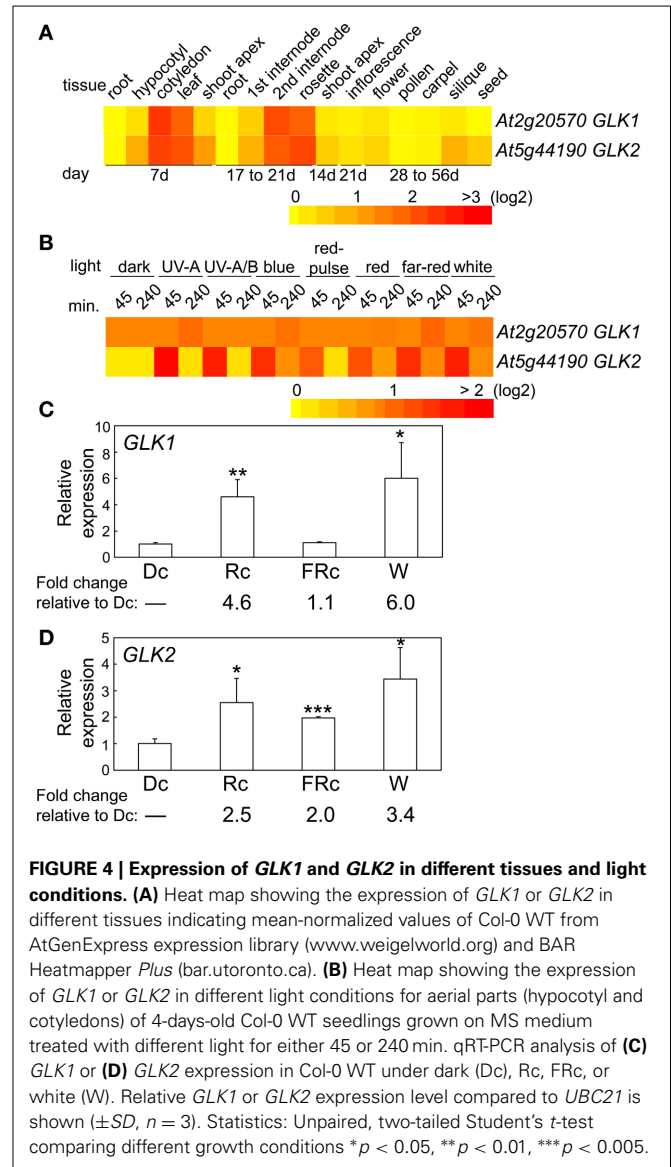 A
tissue root hypocotyl cotyledon leaf shoot apex root 1st internode 2nd internode rosette shoot apex inflorescence flower pollen carpel silique seed
At2g20570 GLK1
At5g44190 GLK2
day 7d 17 to 21d 14d 21d 28 to 56d
0 1 2 >3 (log2)
B
light dark UV-A UV-A/B blue red-pulse red far-red white
min. 45 240 45 240 45 240 45 240 45 240 45 240 45 240 45 240
At2g20570 GLK1
At5g44190 GLK2
0 1 > 2 (log2)
C
GLK1
Relative expression
10
8
6
4
2
0
** *
Dc Rc FRc W
Fold change
relative to Dc: — 4.6 1.1 6.0
D
GLK2
Relative expression
5
4
3
2
1
0
* *** *
Dc Rc FRc W
Fold change
relative to Dc: — 2.5 2.0 3.4
FIGURE 4 | Expression of GLK1 and GLK2 in different tissues and light
conditions. (A) Heat map showing the expression of GLK1 or GLK2 in
different tissues indicating mean-normalized values of Col-0 WT from
AtGenExpress expression library (www.weigelworld.org) and BAR
Heatmapper Plus (bar.utoronto.ca). (B) Heat map showing the expression
of GLK1 or GLK2 in different light conditions for aerial parts (hypocotyl and
cotyledons) of 4-days-old Col-0 WT seedlings grown on MS medium
treated with different light for either 45 or 240 min. qRT-PCR analysis of (C)
GLK1 or (D) GLK2 expression in Col-0 WT under dark (Dc), Rc, FRc, or
white (W). Relative GLK1 or GLK2 expression level compared to UBC21 is
shown (±SD, n = 3). Statistics: Unpaired, two-tailed Student's t-test
comparing different growth conditions *p < 0.05, **p < 0.01, ***p < 0.005.